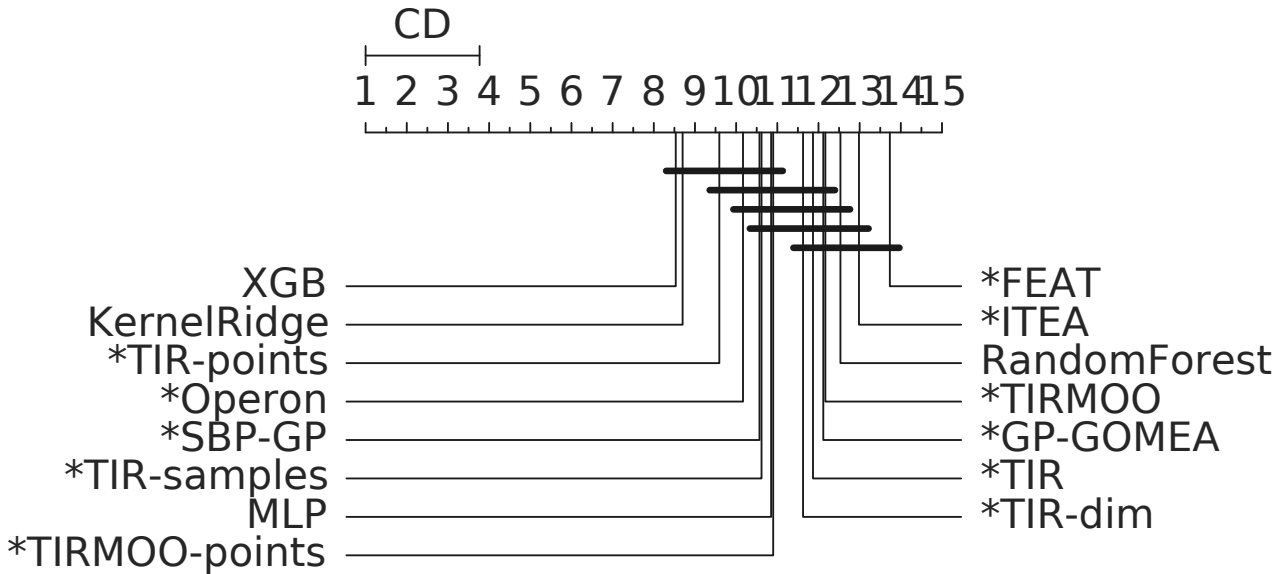 CD
1 2 3 4 5 6 7 8 9 10 11 12 13 14 15
XGB
KernelRidge
*TIR-points
*Operon
*SBP-GP
*TIR-samples
MLP
*TIRMOO-points
*FEAT
*ITEA
RandomForest
*TIRMOO
*GP-GOMEA
*TIR
*TIR-dim